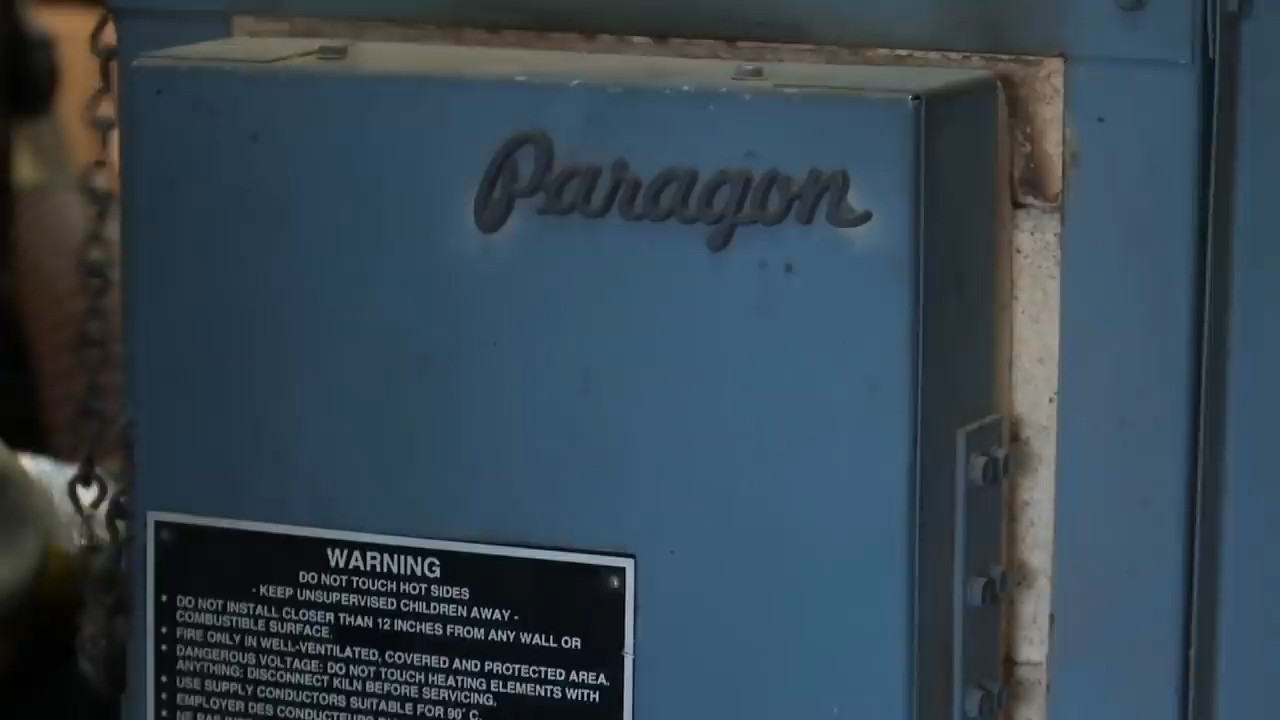 Paragon
WARNING
DO NOT TOUCH HOT SIDES
- KEEP UNSUPERVISED CHILDREN AWAY -
• DO NOT INSTALL CLOSER THAN 12 INCHES FROM ANY WALL OR
COMBUSTIBLE SURFACE.
• FIRE ONLY IN WELL-VENTILATED, COVERED AND PROTECTED AREA.
• DANGEROUS VOLTAGE: DO NOT TOUCH HEATING ELEMENTS WITH
ANYTHING: DISCONNECT KILN BEFORE SERVICING.
• USE SUPPLY CONDUCTORS SUITABLE FOR 90° C.
• EMPLOYER DES CONDUCTEURS
• NE PAS